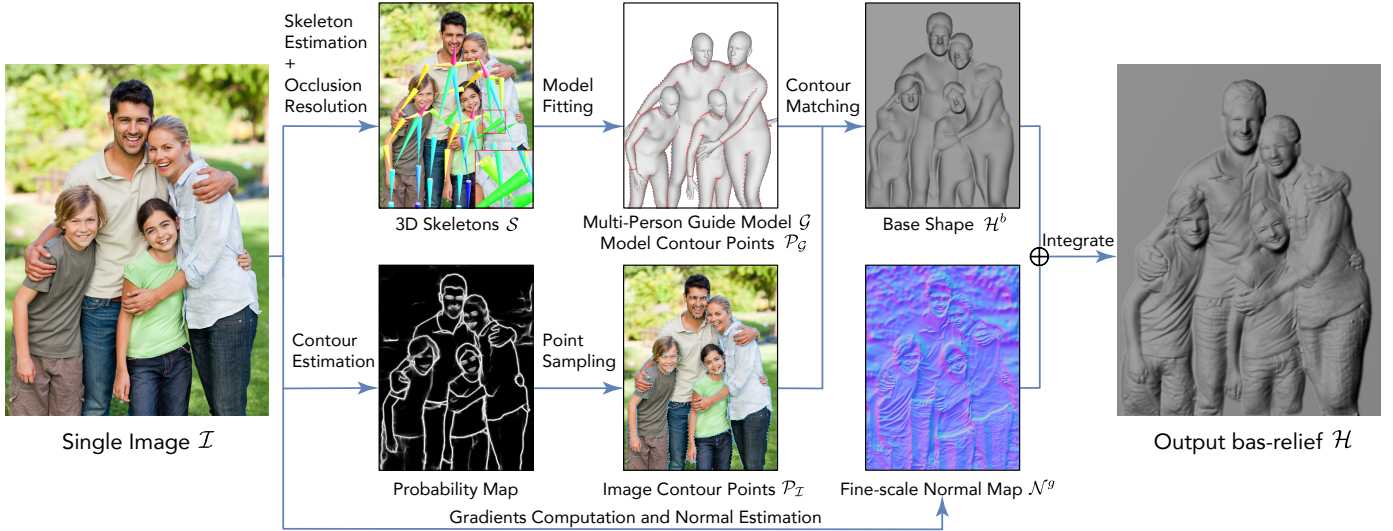 Skeleton
Estimation
+
Occlusion
Resolution
Model
Fitting
Contour
Matching
3D Skeletons 𝒮
Multi-Person Guide Model 𝒢
Model Contour Points 𝒫_𝒢
Base Shape ℋᵇ
Integrate
Contour
Estimation
Point
Sampling
Single Image ℐ
Output bas-relief ℋ
Probability Map
Image Contour Points 𝒫_ℐ
Fine-scale Normal Map 𝒩ᵍ
Gradients Computation and Normal Estimation